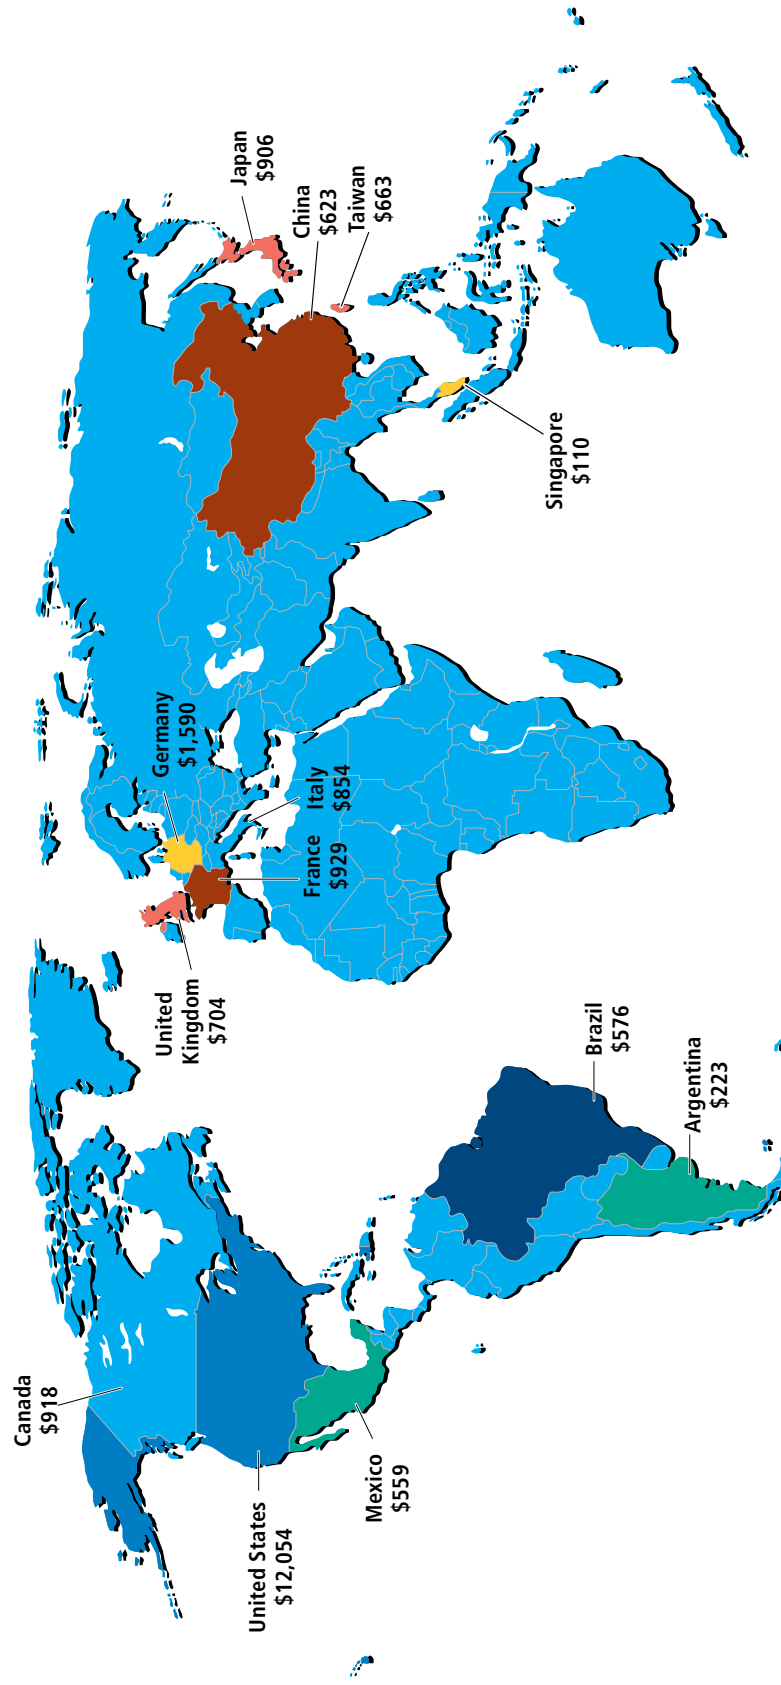 Canada
$918
United States
$12,054
Mexico
$559
Brazil
$576
Argentina
$223
United
Kingdom
$704
France
$929
Germany
$1,590
Italy
$854
Japan
$906
China
$623
Taiwan
$663
Singapore
$110